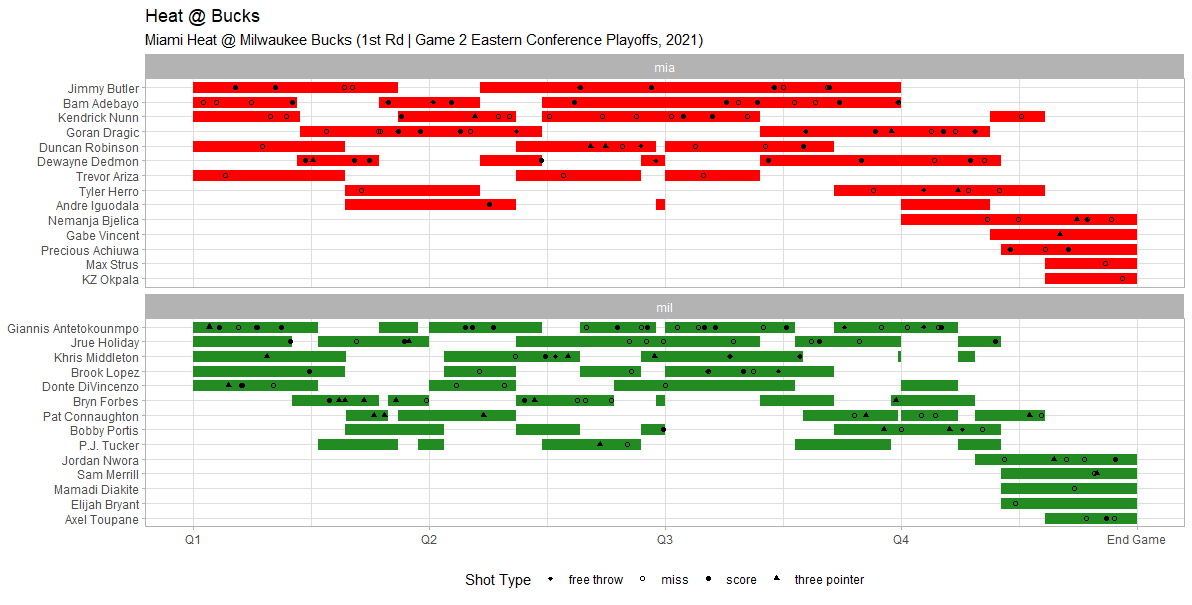 Heat @ Bucks
Miami Heat @ Milwaukee Bucks (1st Rd | Game 2 Eastern Conference Playoffs, 2021)
mia
Jimmy Butler
Bam Adebayo
Kendrick Nunn
Goran Dragic
Duncan Robinson
Dewayne Dedmon
Trevor Ariza
Tyler Herro
Andre Iguodala
Nemanja Bjelica
Gabe Vincent
Precious Achiuwa
Max Strus
KZ Okpala
mil
Giannis Antetokounmpo
Jrue Holiday
Khris Middleton
Brook Lopez
Donte DiVincenzo
Bryn Forbes
Pat Connaughton
Bobby Portis
P.J. Tucker
Jordan Nwora
Sam Merrill
Mamadi Diakite
Elijah Bryant
Axel Toupane
Q1 Q2 Q3 Q4 End Game
Shot Type free throw miss score three pointer